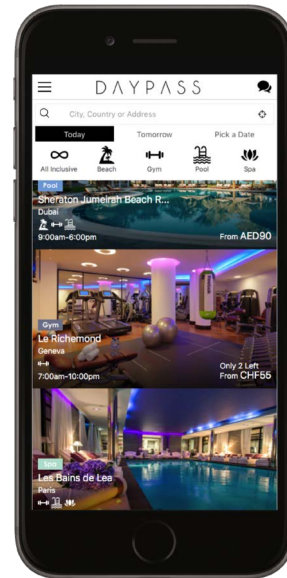 DAYPASS
City, Country or Address
Today Tomorrow Pick a Date
All Inclusive Beach Gym Pool Spa
Pool
Sheraton Jumeirah Beach R...
Dubai
9:00am-6:00pm From AED90
Gym
Le Richemond
Geneva
Only 2 Left
7:00am-10:00pm From CHF55
Spa
Les Bains de Lea
Paris